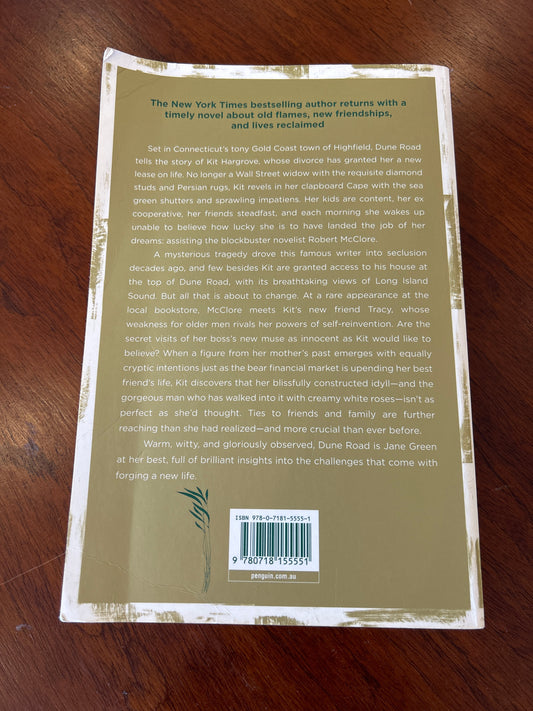 The New York Times bestselling author returns with a
timely novel about old flames, new friendships,
and lives reclaimed
Set in Connecticut's tony Gold Coast town of Highfield, Dune Road
tells the story of Kit Hargrove, whose divorce has granted her a new
lease on life. No longer a Wall Street widow with the requisite diamond
studs and Persian rugs, Kit revels in her clapboard Cape with the sea
green shutters and sprawling impatiens. Her kids are content, her ex
cooperative, her friends steadfast, and each morning she wakes up
unable to believe how lucky she is to have landed the job of her
dreams: assisting the blockbuster novelist Robert McClore.
A mysterious tragedy drove this famous writer into seclusion
decades ago, and few besides Kit are granted access to his house at
the top of Dune Road, with its breathtaking views of Long Island
Sound. But all that is about to change. At a rare appearance at the
local bookstore, McClore meets Kit's new friend Tracy, whose
weakness for older men rivals her powers of self-reinvention. Are the
secret visits of her boss's new muse as innocent as Kit would like to
believe? When a figure from her mother's past emerges with equally
cryptic intentions just as the bear financial market is upending her best
friend's life, Kit discovers that her blissfully constructed idyll—and the
gorgeous man who has walked into it with creamy white roses—isn't as
perfect as she'd thought. Ties to friends and family are further
reaching than she had realized—and more crucial than ever before.
Warm, witty, and gloriously observed, Dune Road is Jane Green
at her best, full of brilliant insights into the challenges that come with
forging a new life.
ISBN 978-0-7181-5555-1
9 780718 155551
penguin.com.au